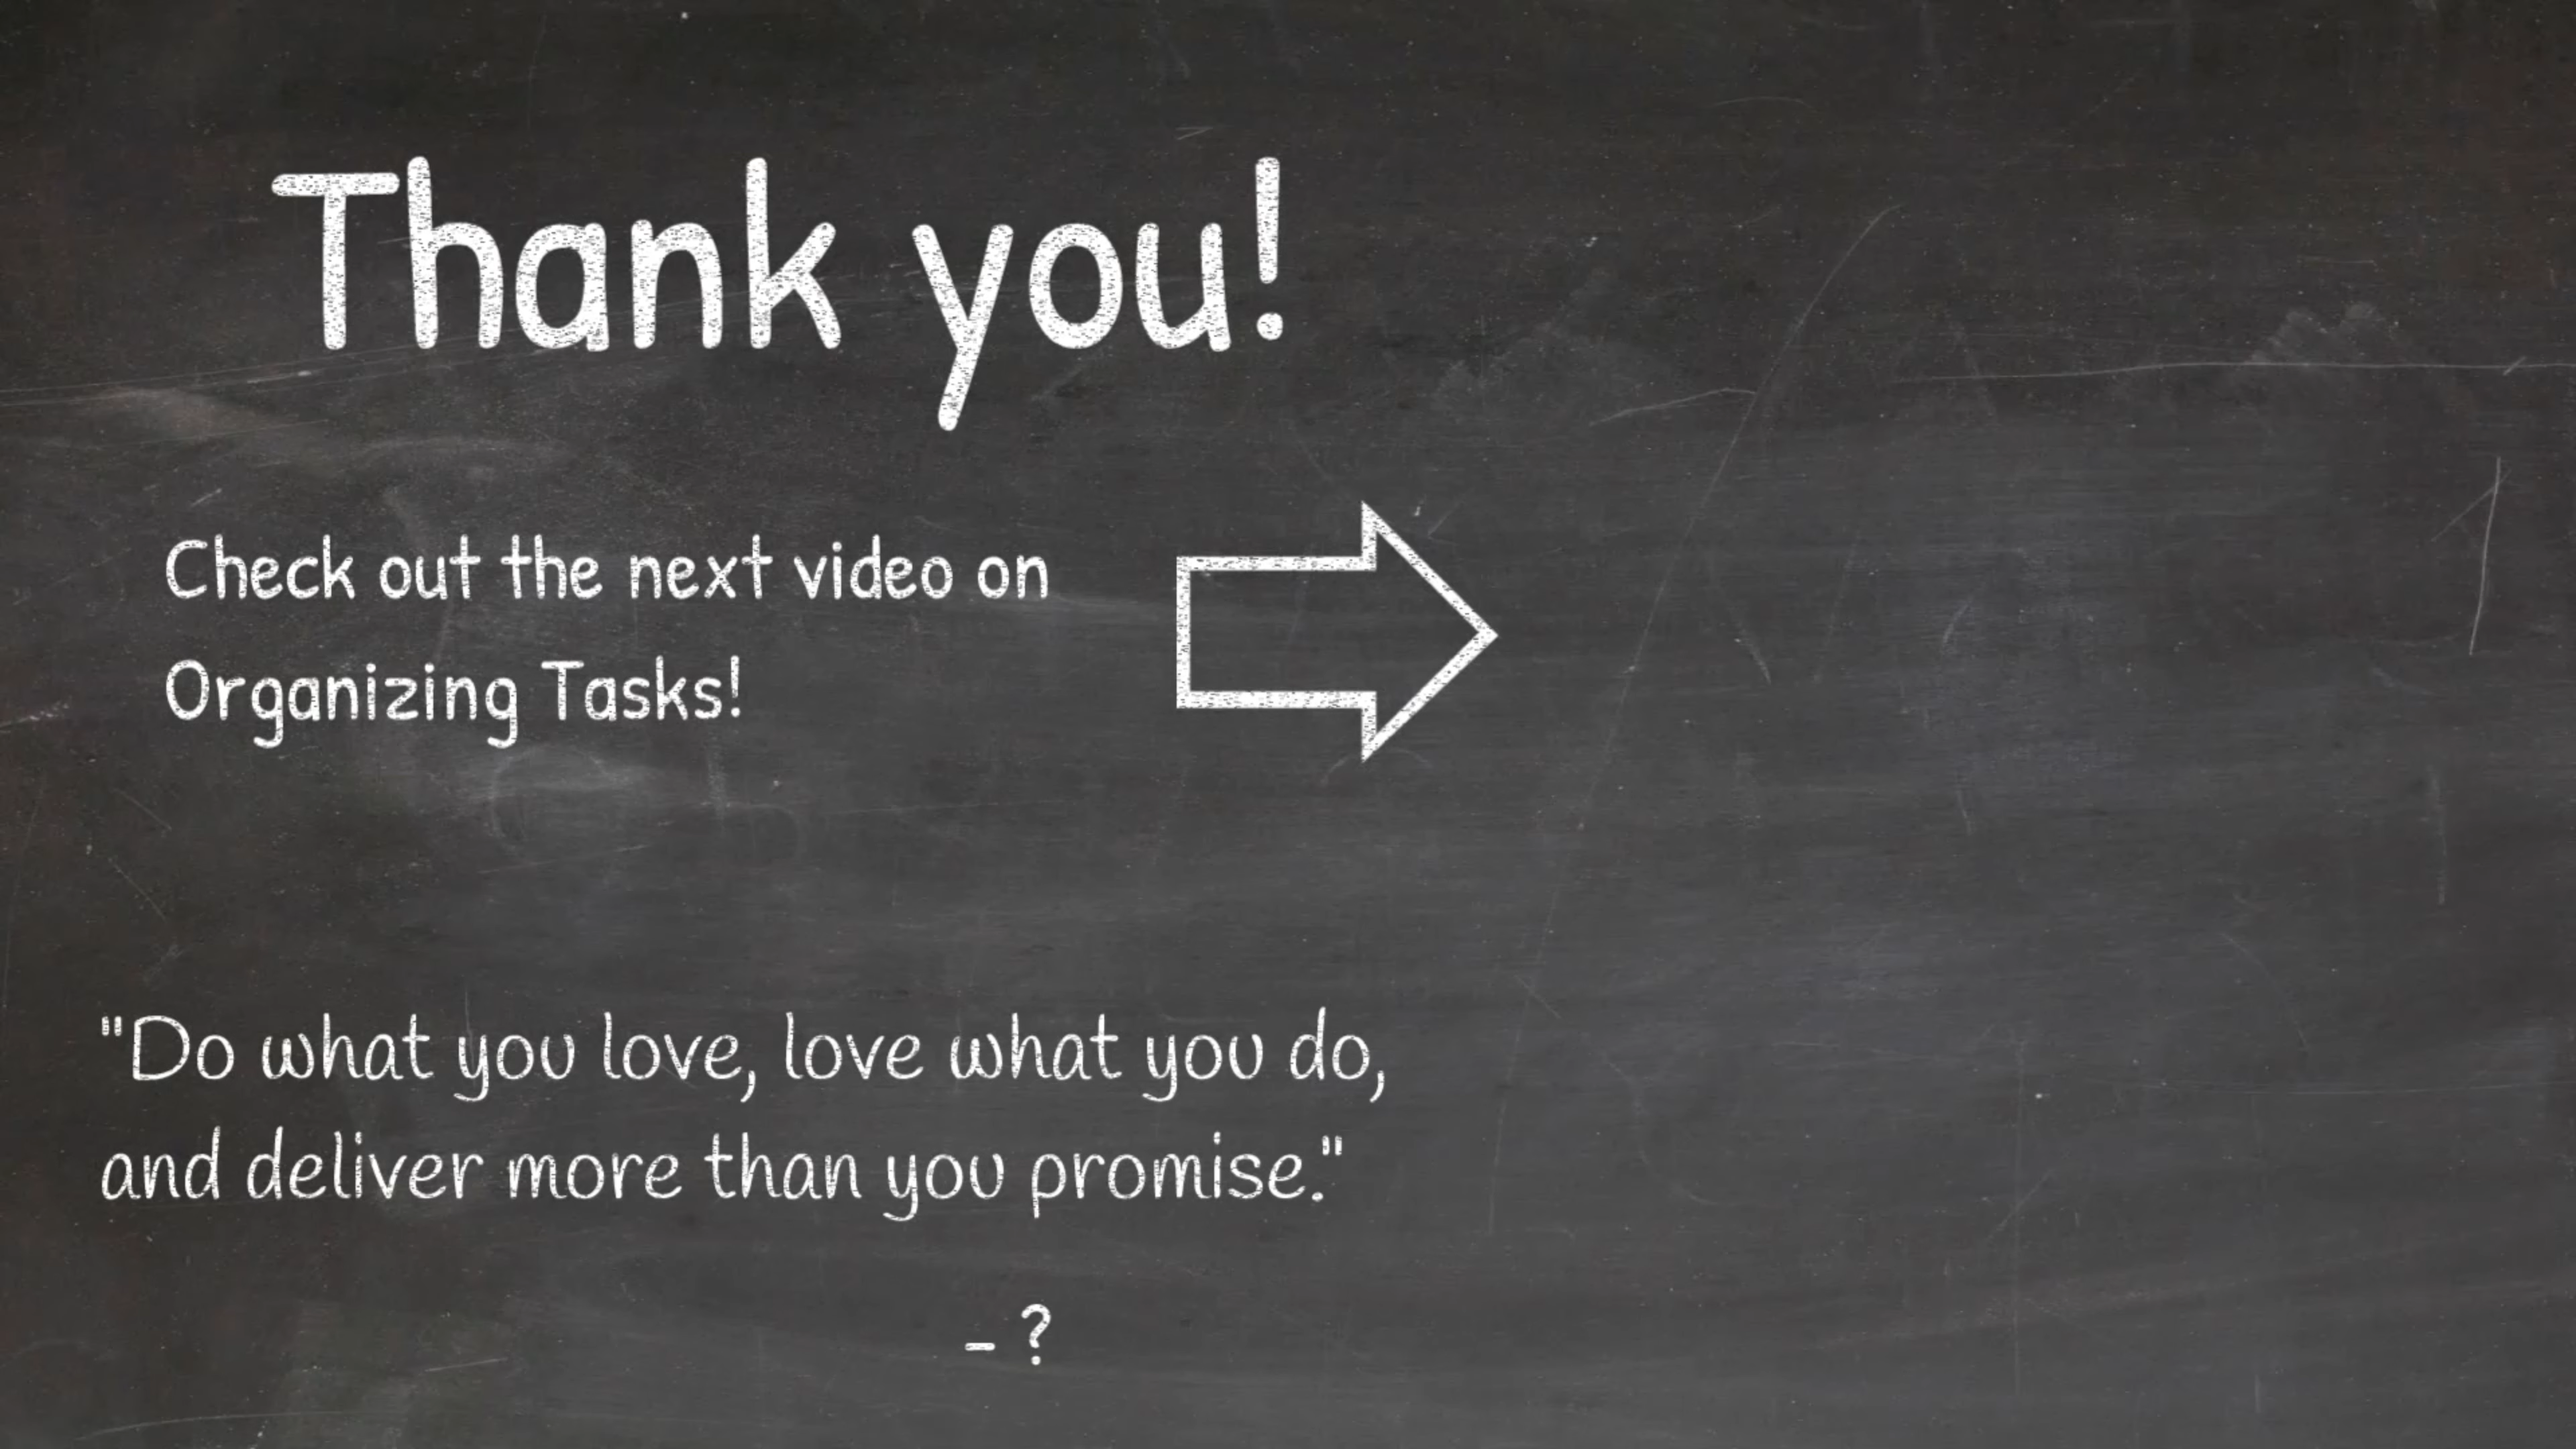 Thank you!
Check out the next video on
Organizing Tasks!
"Do what you love, love what you do,
and deliver more than you promise."
- ?